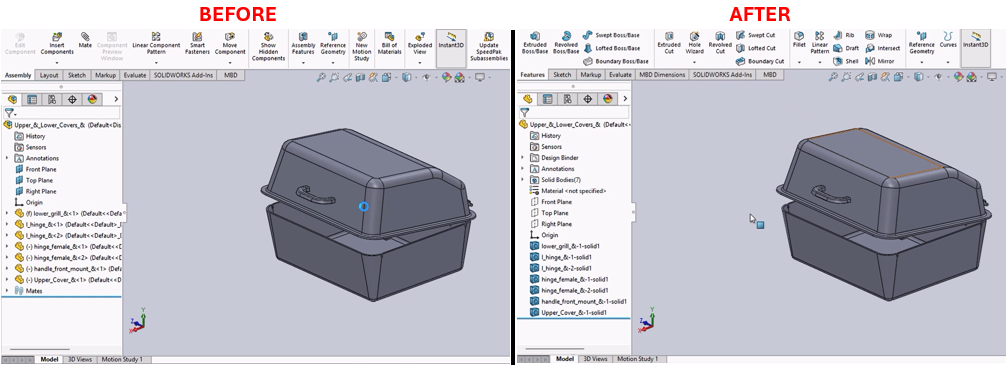 BEFORE
Edit
Component
Insert
Components
Mate
Component
Preview
Window
Linear Component
Pattern
Smart
Fasteners
Move
Component
Show
Hidden
Components
Assembly
Features
Reference
Geometry
New
Motion
Study
Bill of
Materials
Exploded
View
Instant3D
Update
SpeedPak
Subassemblies
Assembly Layout Sketch Markup Evaluate SOLIDWORKS Add-Ins MBD
Upper_&_Lower_Covers_& (Default<Dis
History
Sensors
Annotations
Front Plane
Top Plane
Right Plane
Origin
(f) lower_grill_&<1> (Default<<Defa
l_hinge_&<1> (Default<<Default>_
l_hinge_&<2> (Default<<Default>_
(-) hinge_female_&<1> (Default<<D
(-) hinge_female_&<2> (Default<<D
(-) handle_front_mount_&<1> (Defa
(-) Upper_Cover_&<1> (Default<<D
Mates
Y
Z
X
Model 3D Views Motion Study 1
AFTER
Extruded
Boss/Base
Revolved
Boss/Base
Swept Boss/Base
Lofted Boss/Base
Boundary Boss/Base
Extruded
Cut
Hole
Wizard
Revolved
Cut
Swept Cut
Lofted Cut
Boundary Cut
Fillet
Linear
Pattern
Rib
Draft
Shell
Wrap
Intersect
Mirror
Reference
Geometry
Curves
Instant3D
Features Sketch Markup Evaluate MBD Dimensions SOLIDWORKS Add-Ins MBD
Upper_&_Lower_Covers_& (Default<<
History
Sensors
Design Binder
Annotations
Solid Bodies(7)
Material <not specified>
Front Plane
Top Plane
Right Plane
Origin
lower_grill_&-1-solid1
l_hinge_&-1-solid1
l_hinge_&-2-solid1
hinge_female_&-1-solid1
hinge_female_&-2-solid1
handle_front_mount_&-1-solid1
Upper_Cover_&-1-solid1
Y
Z
X
Model 3D Views Motion Study 1